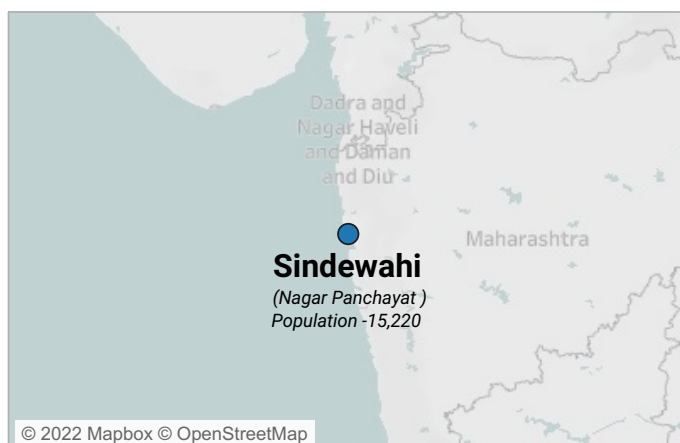 Dadra and
Nagar Haveli
and Daman
and Diu
Maharashtra
Sindewahi
(Nagar Panchayat )
Population -15,220
© 2022 Mapbox © OpenStreetMap